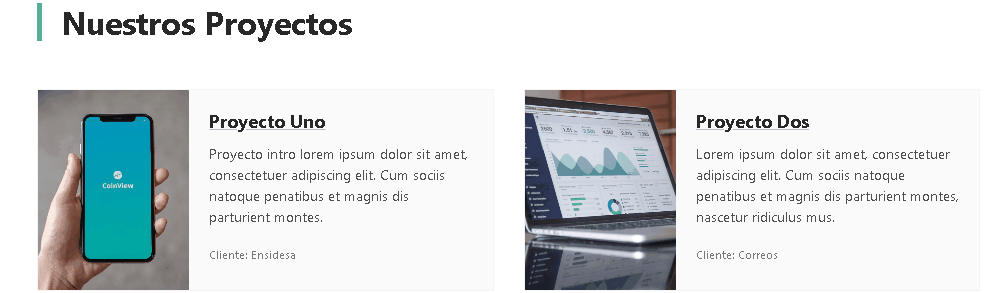 Nuestros Proyectos
CoinView
Proyecto Uno
Proyecto intro lorem ipsum dolor sit amet,
consectetuer adipiscing elit. Cum sociis
natoque penatibus et magnis dis
parturient montes.
Cliente: Ensidesa
Proyecto Dos
Lorem ipsum dolor sit amet, consectetuer
adipiscing elit. Cum sociis natoque
penatibus et magnis dis parturient montes,
nascetur ridiculus mus.
Cliente: Correos